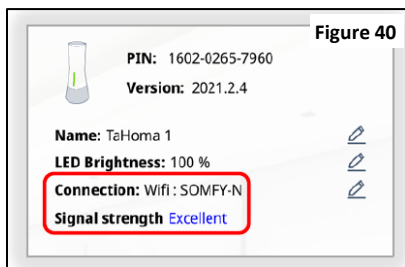 Figure 40
PIN: 1602-0265-7960
Version: 2021.2.4
Name: TaHoma 1
LED Brightness: 100 %
Connection: Wifi : SOMFY-N
Signal strength Excellent